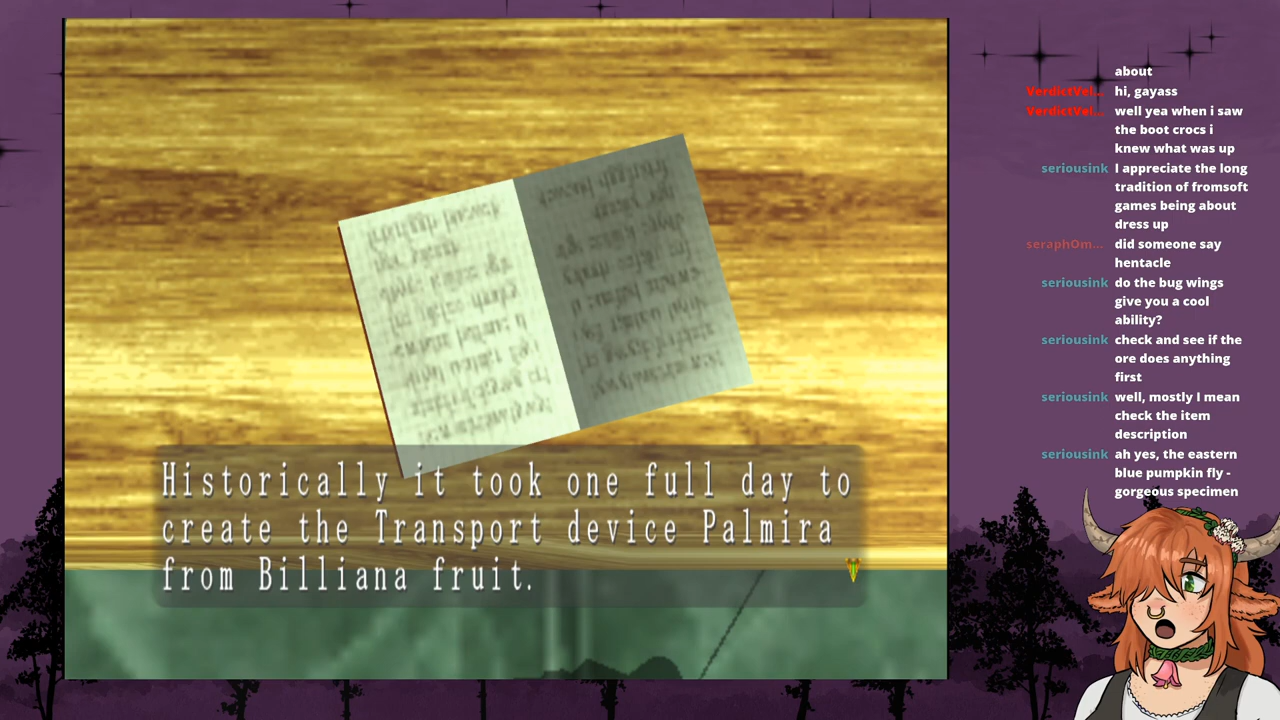 Historically it took one full day to
create the Transport device Palmira
from Billiana fruit.
about
VerdictVel... hi, gayass
VerdictVel... well yea when i saw
the boot crocs i
knew what was up
seriousink I appreciate the long
tradition of fromsoft
games being about
dress up
seraphOm... did someone say
hentacle
seriousink do the bug wings
give you a cool
ability?
seriousink check and see if the
ore does anything
first
seriousink well, mostly I mean
check the item
description
seriousink ah yes, the eastern
blue pumpkin fly -
gorgeous specimen